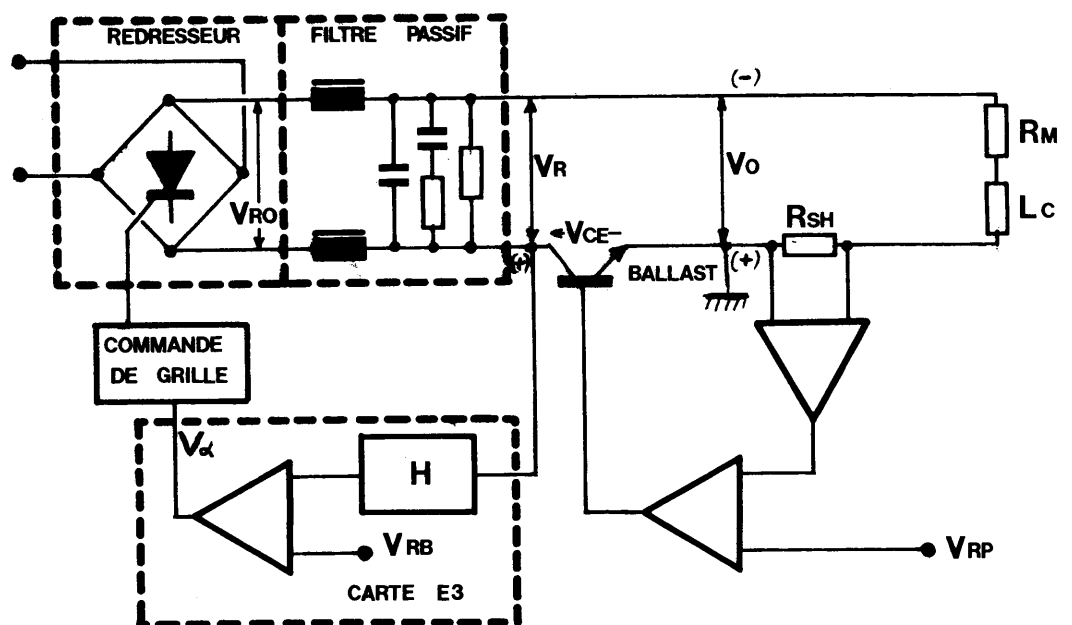 REDRESSEUR
FILTRE PASSIF
(-)
RM
VR
VO
VRO
LC
RSH
VCE
(+)
BALLAST
(+)
COMMANDE
DE GRILLE
Vα
H
VRB
VRP
CARTE E3